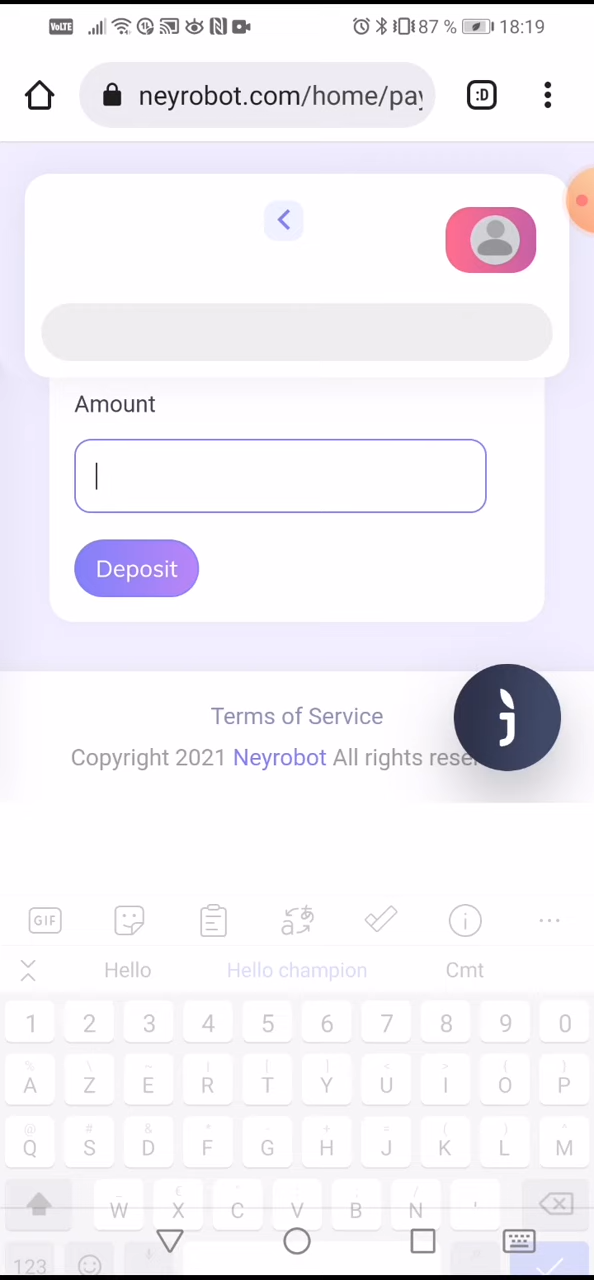 VoLTE 87 % 18:19
neyrobot.com/home/pay
:D
Amount
Deposit
Terms of Service
Copyright 2021 Neyrobot All rights rese
GIF
Hello Hello champion Cmt
1 2 3 4 5 6 7 8 9 0
A Z E R T Y U I O P
Q S D F G H J K L M
W X C V B N '
123